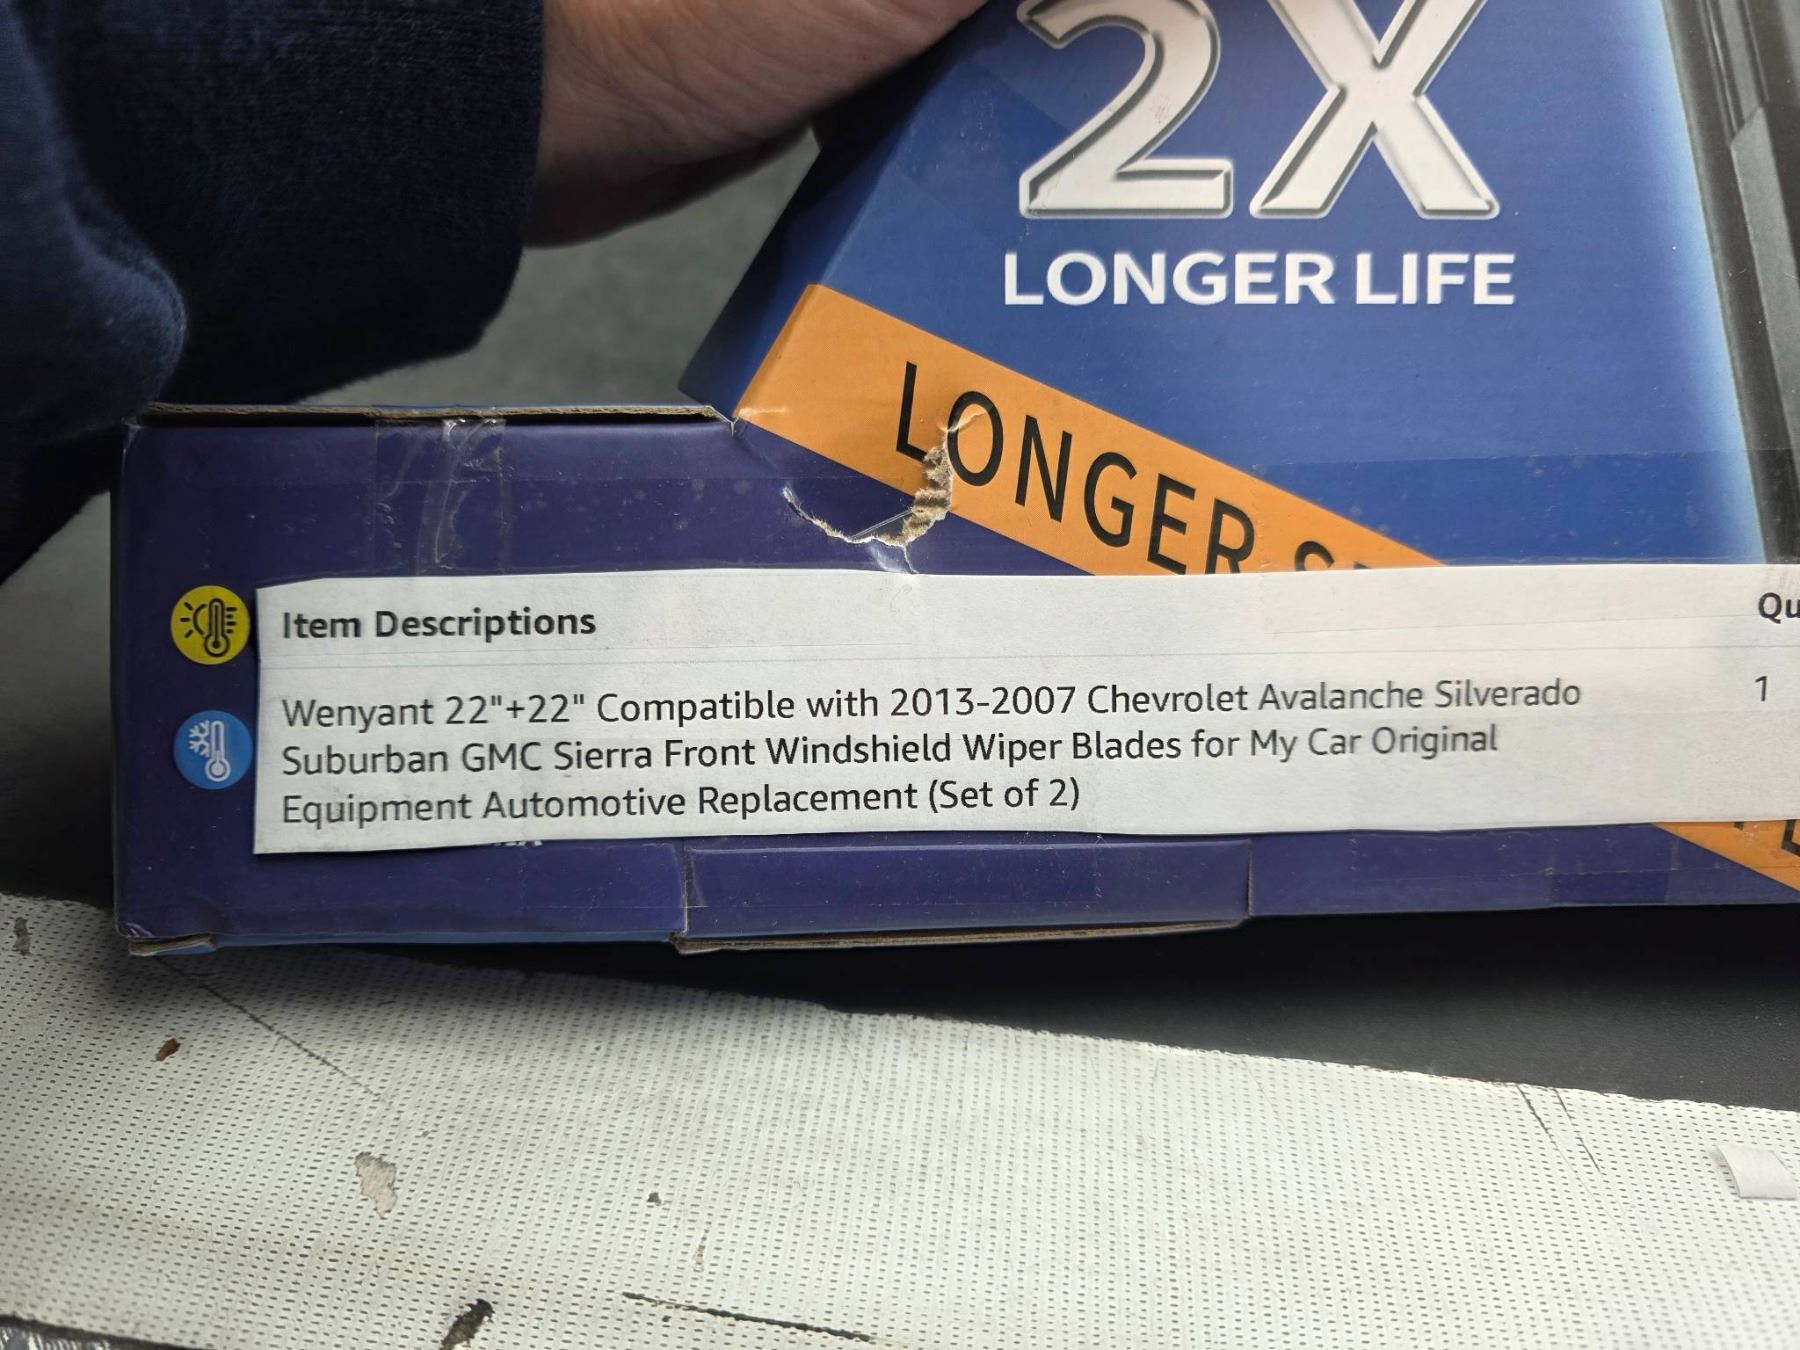 2X
LONGER LIFE
LONGER
Item Descriptions
Wenyant 22"+22" Compatible with 2013-2007 Chevrolet Avalanche Silverado 1
Suburban GMC Sierra Front Windshield Wiper Blades for My Car Original
Equipment Automotive Replacement (Set of 2)